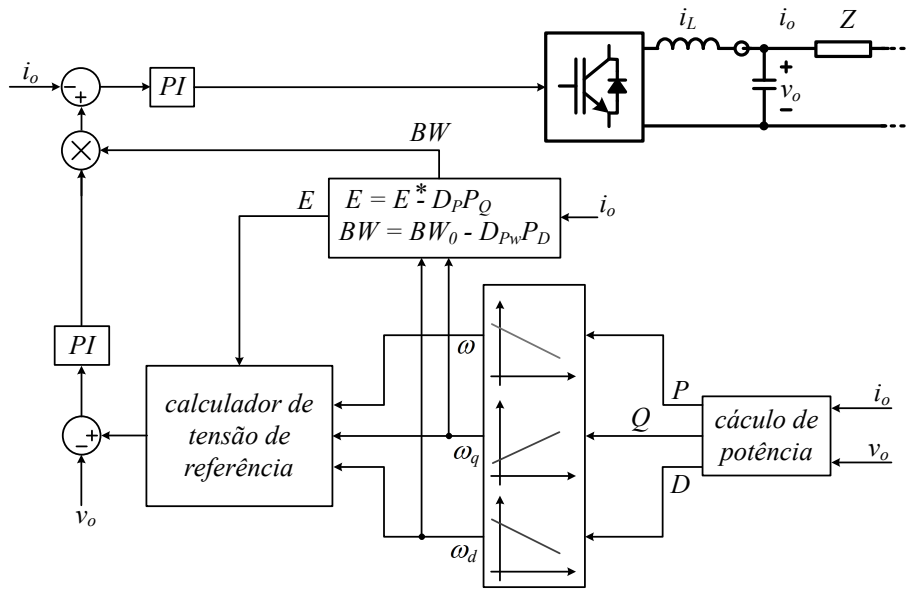 i_L
i_o
Z
i_o
-
+
PI
+
v_o
-
×
BW
E
E = E* - D_P P_Q
BW = BW_0 - D_Pw P_D
i_o
PI
ω
P
calculador de
tensão de
referência
cáculo de
potência
i_o
Q
+
-
ω_q
v_o
D
v_o
ω_d